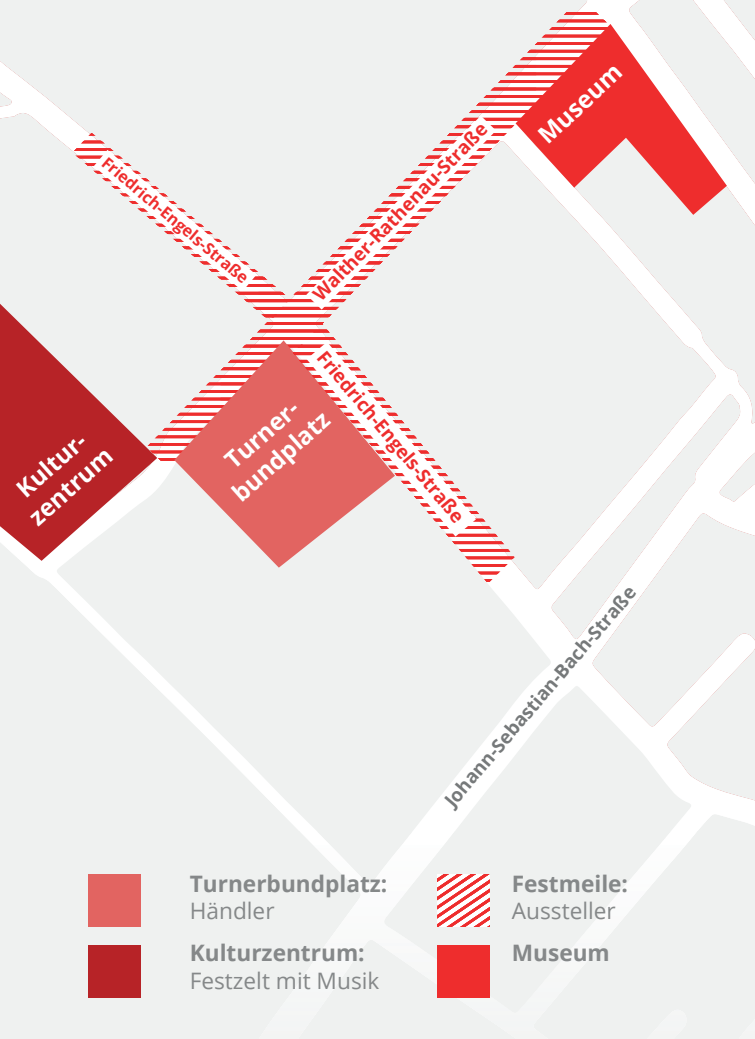 Museum
Walther-Rathenau-Straße
Friedrich-Engels-Straße
Friedrich-Engels-Straße
Turner-
bundplatz
Kultur-
zentrum
Johann-Sebastian-Bach-Straße
Turnerbundplatz:
Händler
Kulturzentrum:
Festzelt mit Musik
Festmeile:
Aussteller
Museum